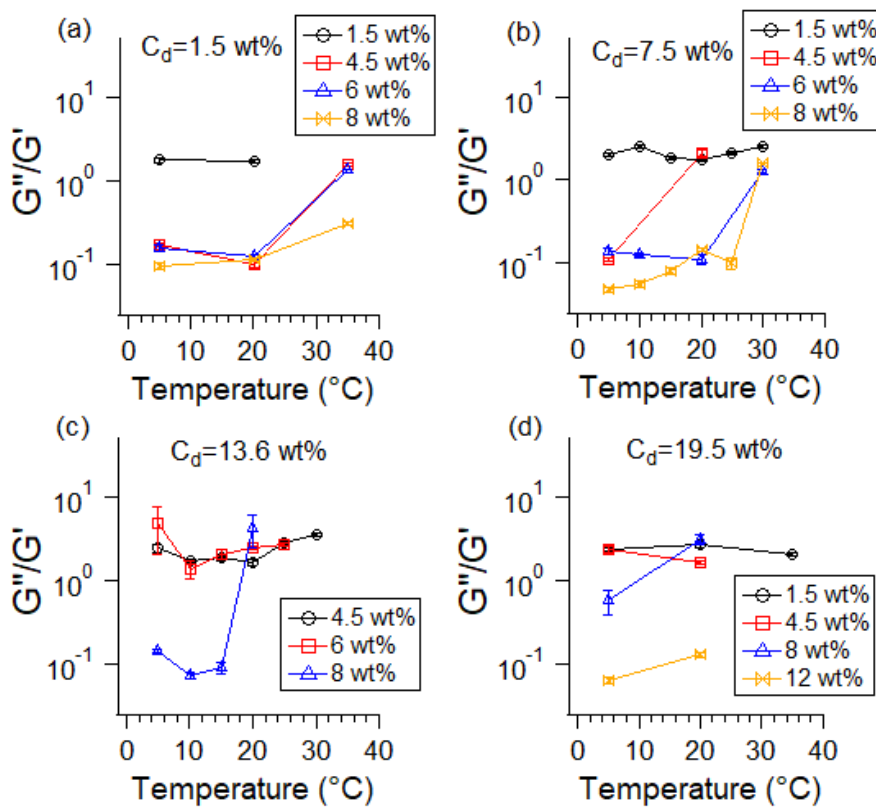 (a)
C_d=1.5 wt%
1.5 wt%
4.5 wt%
6 wt%
8 wt%
G"/G'
10^1
10^0
10^-1
0 10 20 30 40
Temperature (°C)
(b)
C_d=7.5 wt%
1.5 wt%
4.5 wt%
6 wt%
8 wt%
G"/G'
10^1
10^0
10^-1
0 10 20 30 40
Temperature (°C)
(c)
C_d=13.6 wt%
4.5 wt%
6 wt%
8 wt%
G"/G'
10^1
10^0
10^-1
0 10 20 30 40
Temperature (°C)
(d)
C_d=19.5 wt%
1.5 wt%
4.5 wt%
8 wt%
12 wt%
G"/G'
10^1
10^0
10^-1
0 10 20 30 40
Temperature (°C)